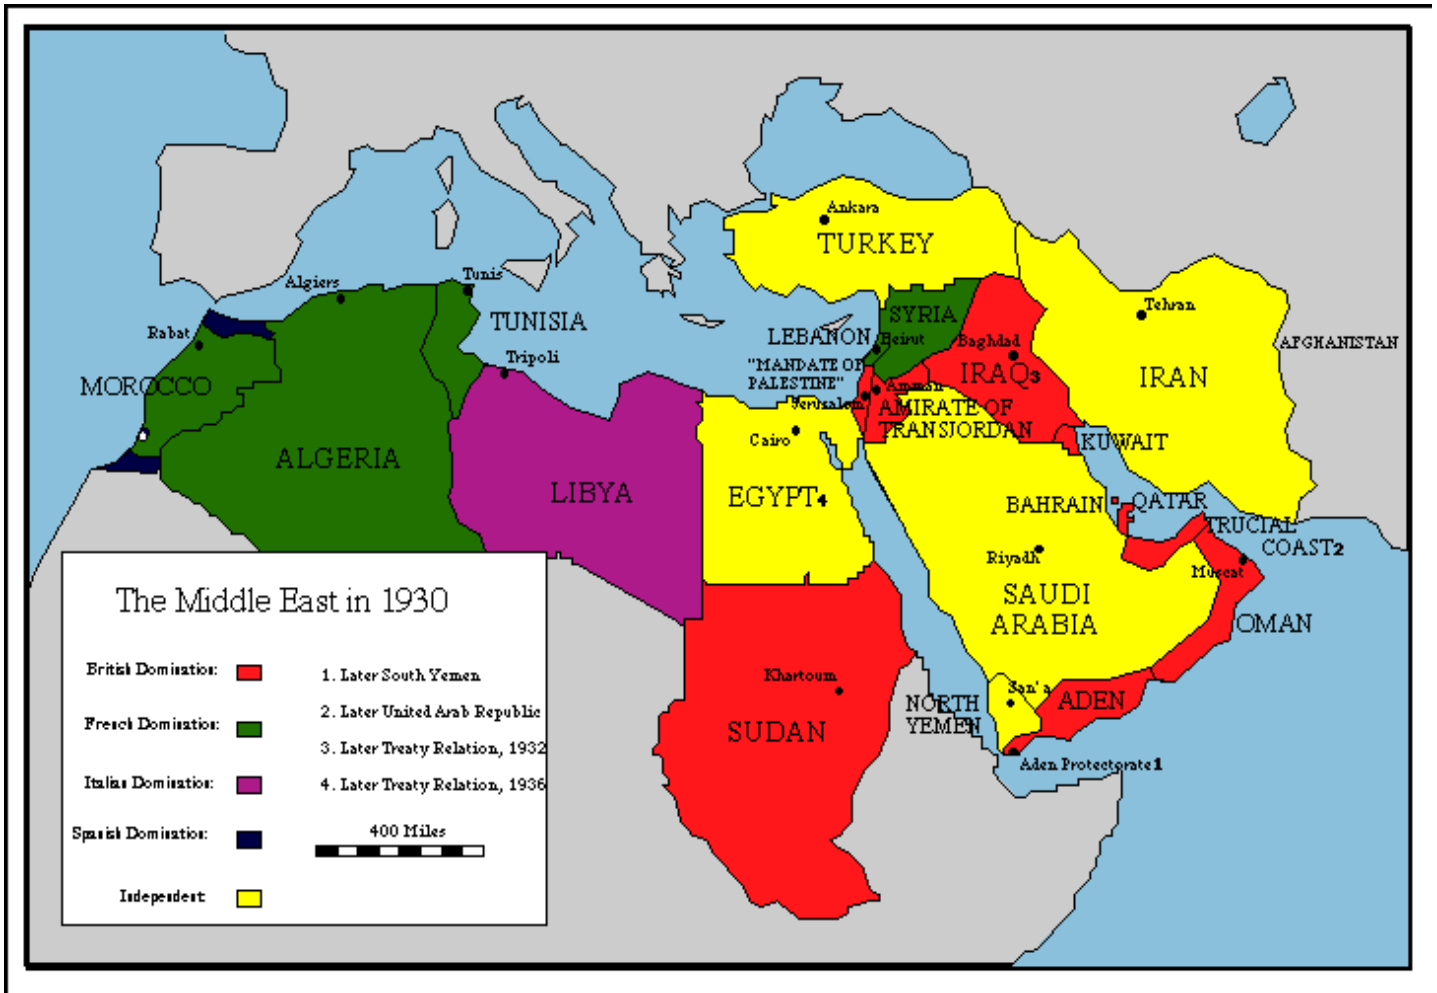 Ankara
TURKEY
Algiers
Tunis
Tehran
TUNISIA
SYRIA
Rabat
LEBANON
Beirut
Baghdad
AFGHANISTAN
Tripoli
"MANDATE OF
PALESTINE"
IRAQ3
IRAN
MOROCCO
Amman
Jerusalem
AMIRATE OF
TRANSJORDAN
Cairo
KUWAIT
ALGERIA
LIBYA
EGYPT4
BAHRAIN
QATAR
TRUCIAL
COAST2
Riyadh
Muscat
SAUDI
ARABIA
OMAN
Khartoum
San'a
NORTH
YEMEN
ADEN
SUDAN
Aden Protectorate1
The Middle East in 1930
British Domination:
French Domination:
Italian Domination:
Spanish Domination:
Independent:
1. Later South Yemen
2. Later United Arab Republic
3. Later Treaty Relation, 1932
4. Later Treaty Relation, 1936
400 Miles